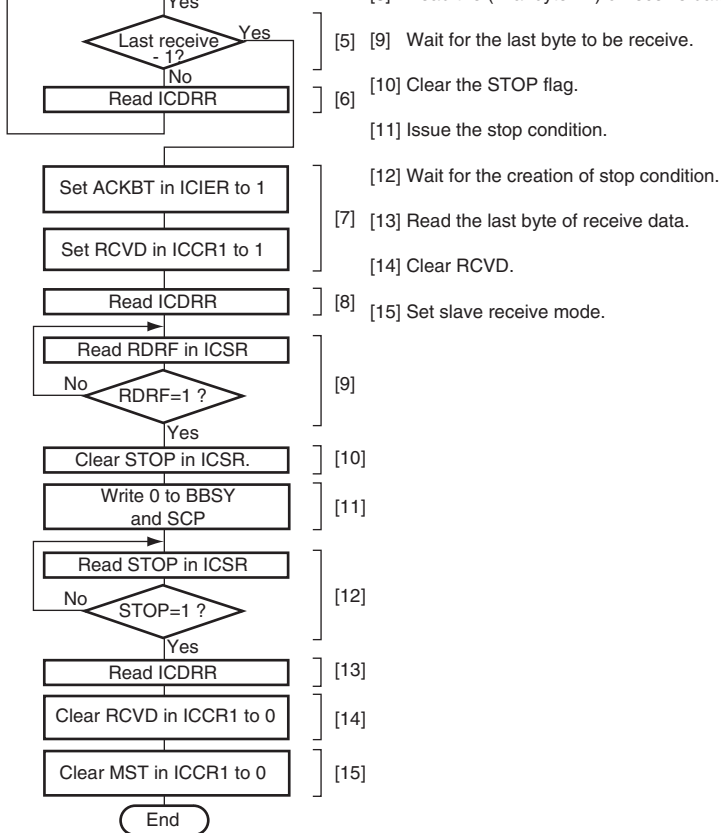 Yes
Last receive
- 1?
Yes
No
[5]
Read ICDRR
[6]
Set ACKBT in ICIER to 1
Set RCVD in ICCR1 to 1
[7]
Read ICDRR
[8]
Read RDRF in ICSR
No
RDRF=1 ?
[9]
Yes
Clear STOP in ICSR.
[10]
Write 0 to BBSY
and SCP
[11]
Read STOP in ICSR
No
STOP=1 ?
[12]
Yes
Read ICDRR
[13]
Clear RCVD in ICCR1 to 0
[14]
Clear MST in ICCR1 to 0
[15]
End
[9] Wait for the last byte to be receive.
[10] Clear the STOP flag.
[11] Issue the stop condition.
[12] Wait for the creation of stop condition.
[13] Read the last byte of receive data.
[14] Clear RCVD.
[15] Set slave receive mode.